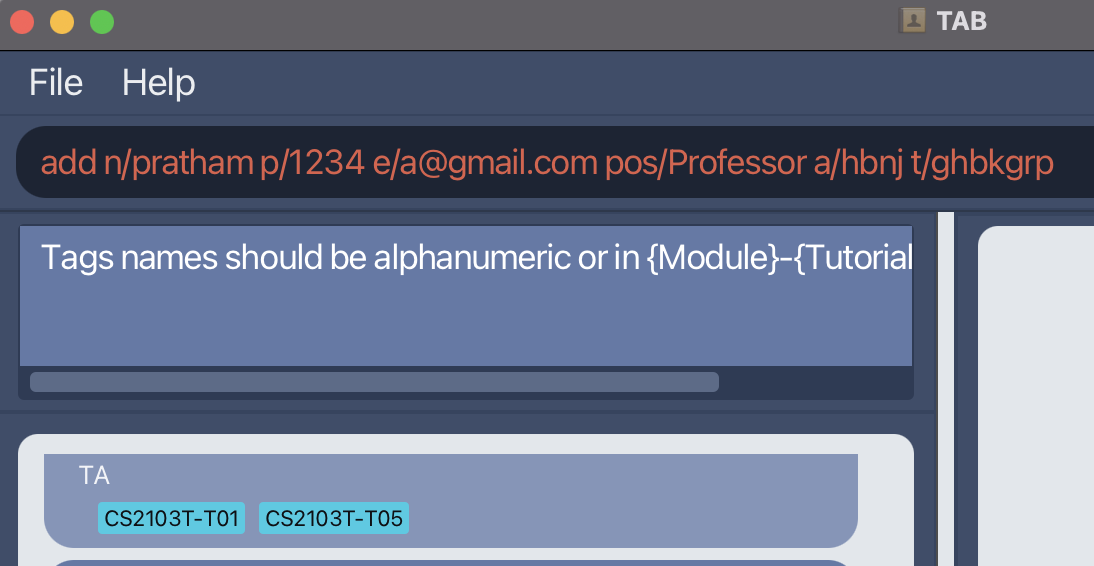 TAB
File Help
add n/pratham p/1234 e/a@gmail.com pos/Professor a/hbnj t/ghbkgrp
Tags names should be alphanumeric or in {Module}-{Tutorial
TA
CS2103T-T01 CS2103T-T05